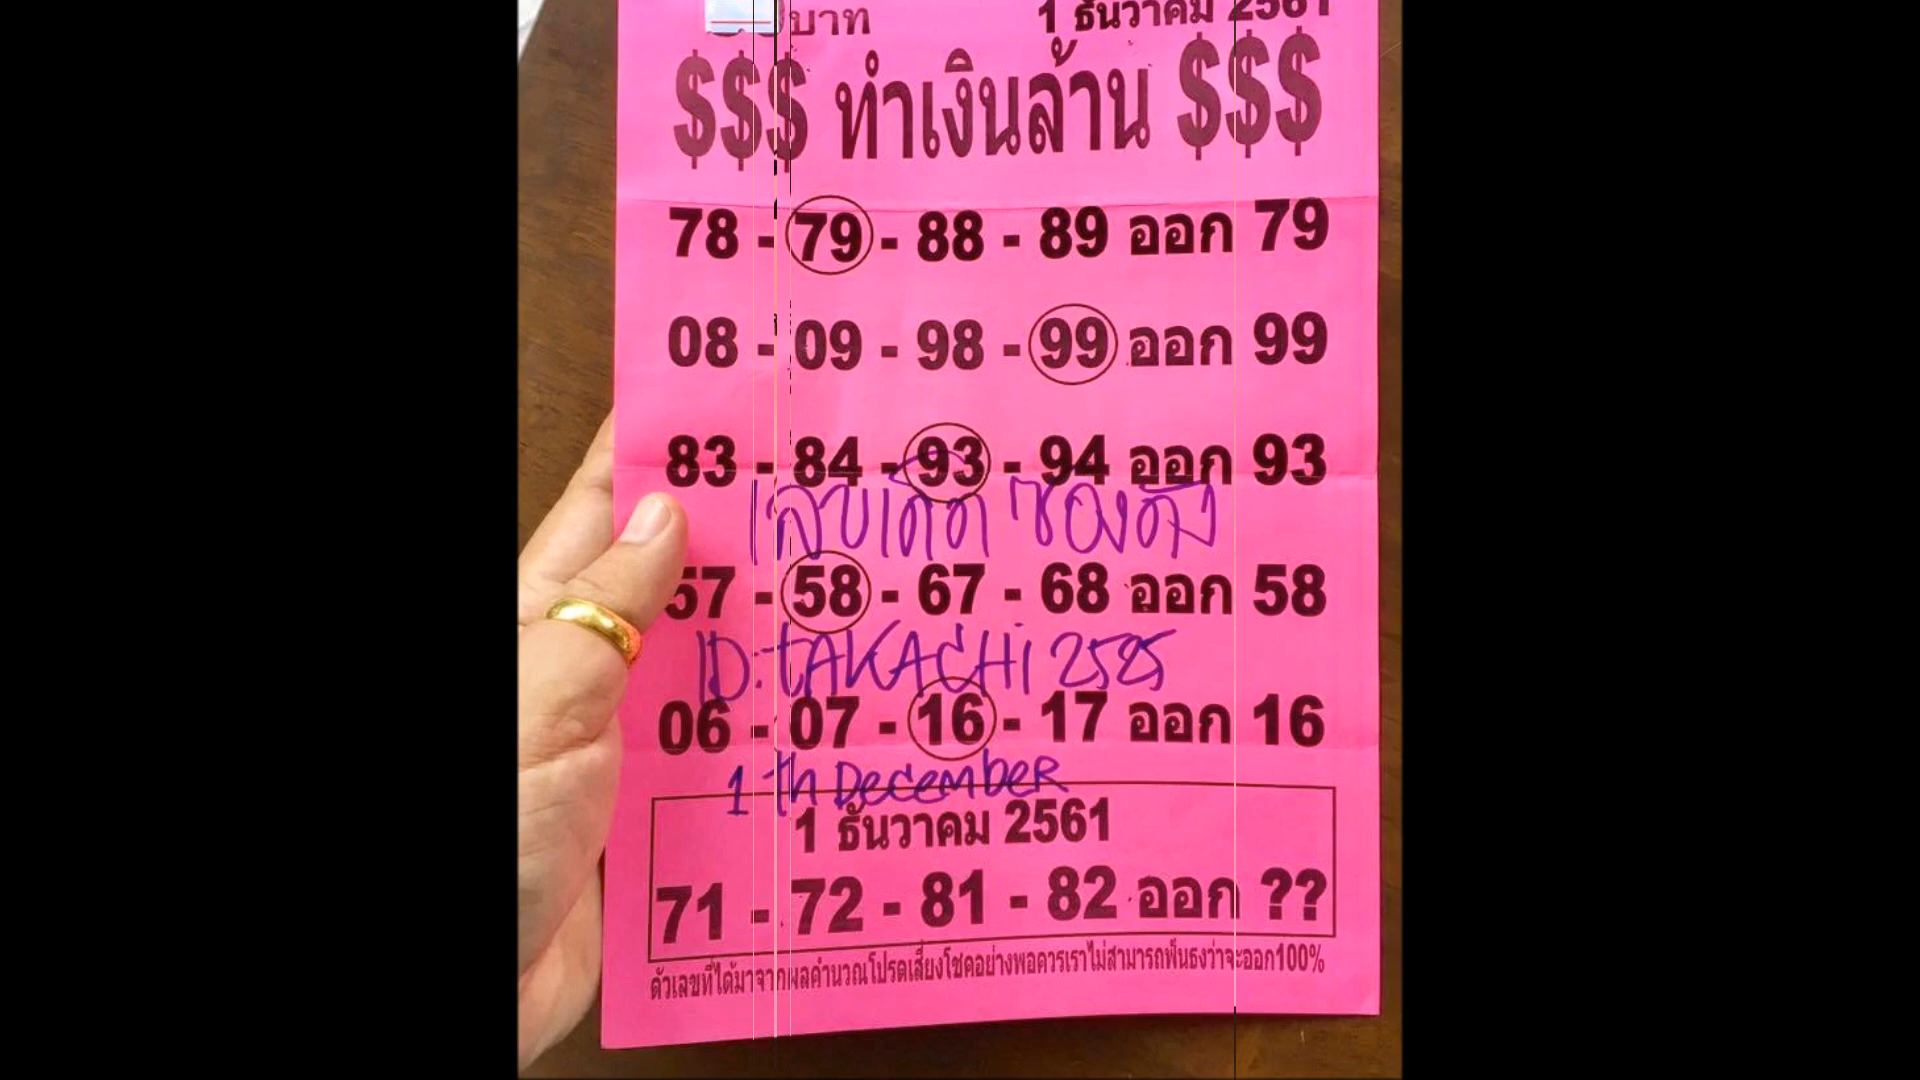 บาท 1 ธันวาคม 2561
$$$ ทำเงินล้าน $$$
78 - 79 - 88 - 89 ออก 79
08 - 09 - 98 - 99 ออก 99
83 - 84 - 93 - 94 ออก 93
เลขเด็ด ซองดัง
57 - 58 - 67 - 68 ออก 58
ID: tAKACHi 2525
06 - 07 - 16 - 17 ออก 16
1 th DecembeR
1 ธันวาคม 2561
71 - 72 - 81 - 82 ออก ??
ตัวเลขที่ได้มาจากผลคำนวณโปรดเสี่ยงโชคอย่างพอควรเราไม่สามารถฟันธงว่าจะออก100%